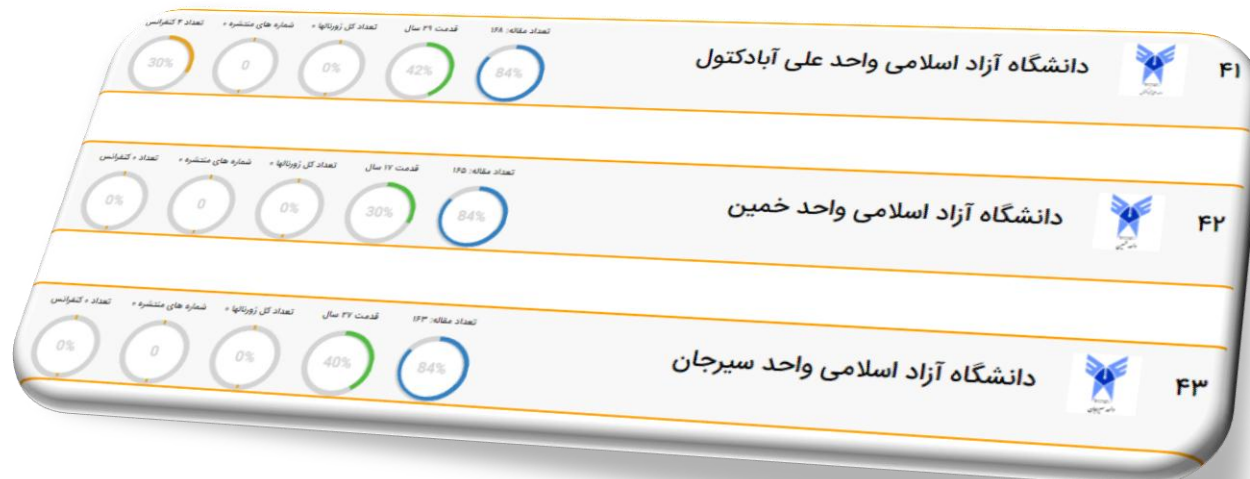 ۴۱
دانشگاه آزاد اسلامی واحد علی آبادکتول
تعداد مقاله: ۱۶۸
84%
قدمت ۲۹ سال
42%
تعداد کل ژورنالها ۰
0%
شماره های منتشره ۰
0
تعداد ۴ کنفرانس
30%
۴۲
دانشگاه آزاد اسلامی واحد خمین
تعداد مقاله: ۱۶۵
84%
قدمت ۱۷ سال
30%
تعداد کل ژورنالها ۰
0%
شماره های منتشره ۰
0
تعداد ۰ کنفرانس
0%
۴۳
دانشگاه آزاد اسلامی واحد سیرجان
تعداد مقاله: ۱۶۳
84%
قدمت ۲۷ سال
40%
تعداد کل ژورنالها ۰
0%
شماره های منتشره ۰
0
تعداد ۰ کنفرانس
0%